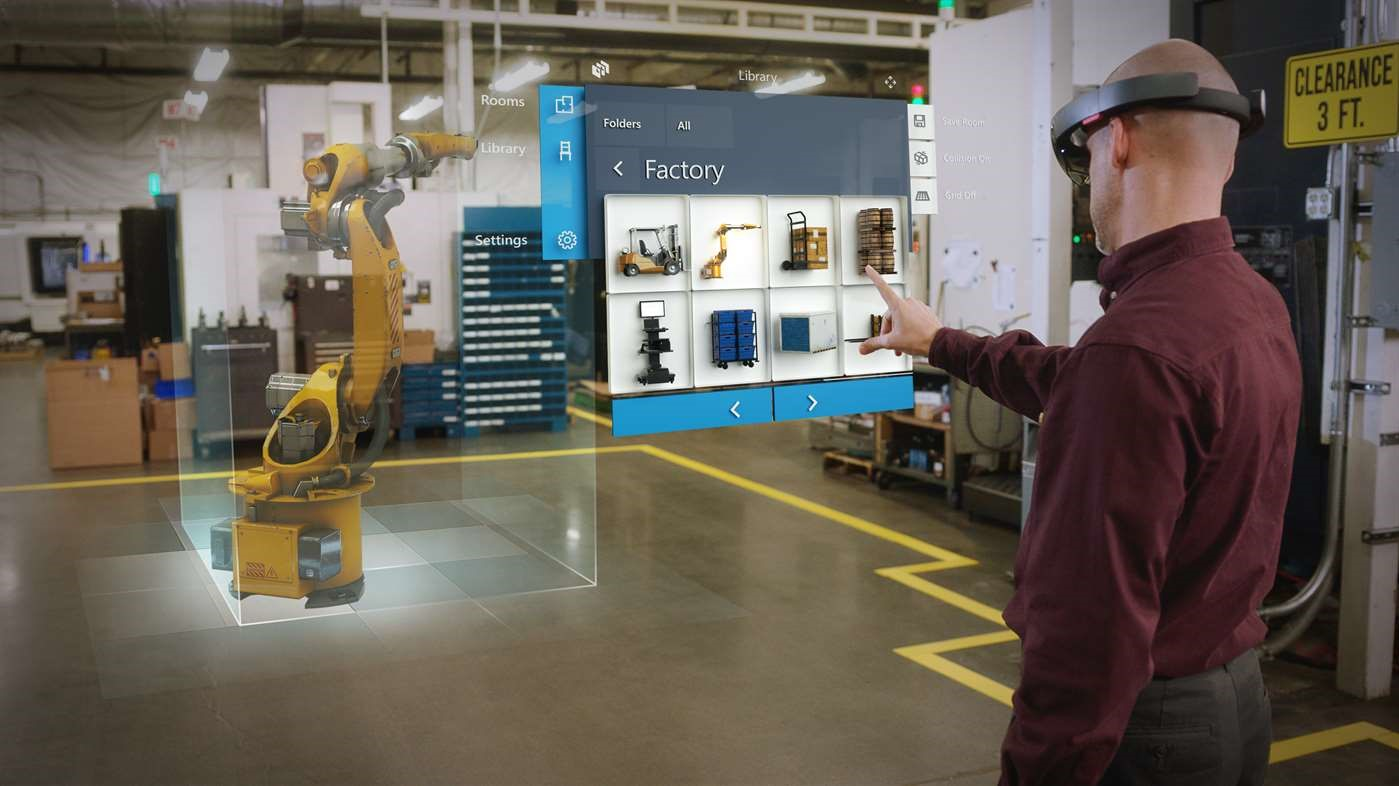 Library
Rooms
Library
Settings
Folders
All
Factory
Save Room
Collision On
Grid Off
CLEARANCE
3 FT.